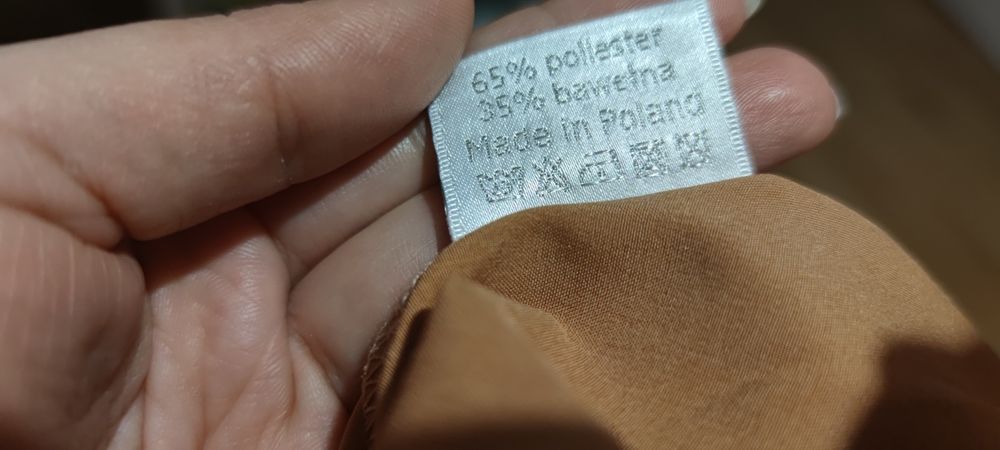 65% poliester
35% bawełna
Made in Poland